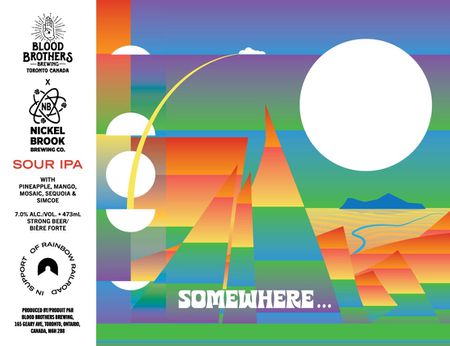 BLOOD
BROTHERS
BREWING
TORONTO CANADA
X
NB
NICKEL
BROOK
BREWING CO.
SOUR IPA
WITH
PINEAPPLE, MANGO,
MOSAIC, SEQUOIA &
SIMCOE
7.0% ALC./VOL. • 473mL
STRONG BEER/
BIÈRE FORTE
IN SUPPORT OF RAINBOW RAILROAD
PRODUCED BY/PRODUIT PAR
BLOOD BROTHERS BREWING,
165 GEARY AVE, TORONTO, ONTARIO,
CANADA, M6H 2B8
SOMEWHERE...